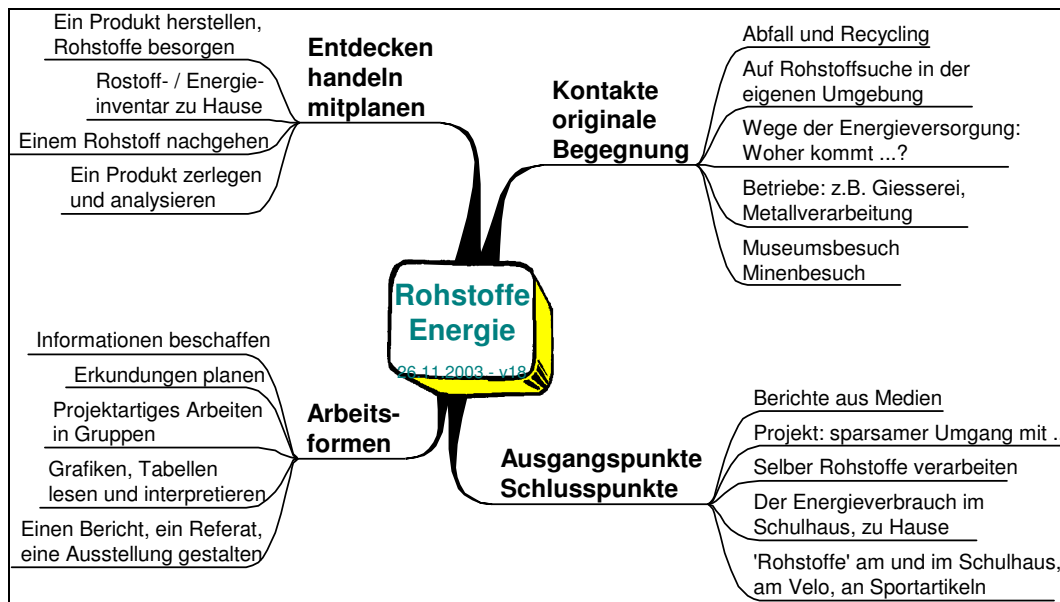 Ein Produkt herstellen,
Rohstoffe besorgen
Rostoff- / Energie-
inventar zu Hause
Einem Rohstoff nachgehen
Ein Produkt zerlegen
und analysieren
Entdecken
handeln
mitplanen
Kontakte
originale
Begegnung
Abfall und Recycling
Auf Rohstoffsuche in der
eigenen Umgebung
Wege der Energieversorgung:
Woher kommt ...?
Betriebe: z.B. Giesserei,
Metallverarbeitung
Museumsbesuch
Minenbesuch
Rohstoffe
Energie
26.11.2003 - v18
Informationen beschaffen
Erkundungen planen
Projektartiges Arbeiten
in Gruppen
Grafiken, Tabellen
lesen und interpretieren
Einen Bericht, ein Referat,
eine Ausstellung gestalten
Arbeits-
formen
Ausgangspunkte
Schlusspunkte
Berichte aus Medien
Projekt: sparsamer Umgang mit ..
Selber Rohstoffe verarbeiten
Der Energieverbrauch im
Schulhaus, zu Hause
'Rohstoffe' am und im Schulhaus,
am Velo, an Sportartikeln